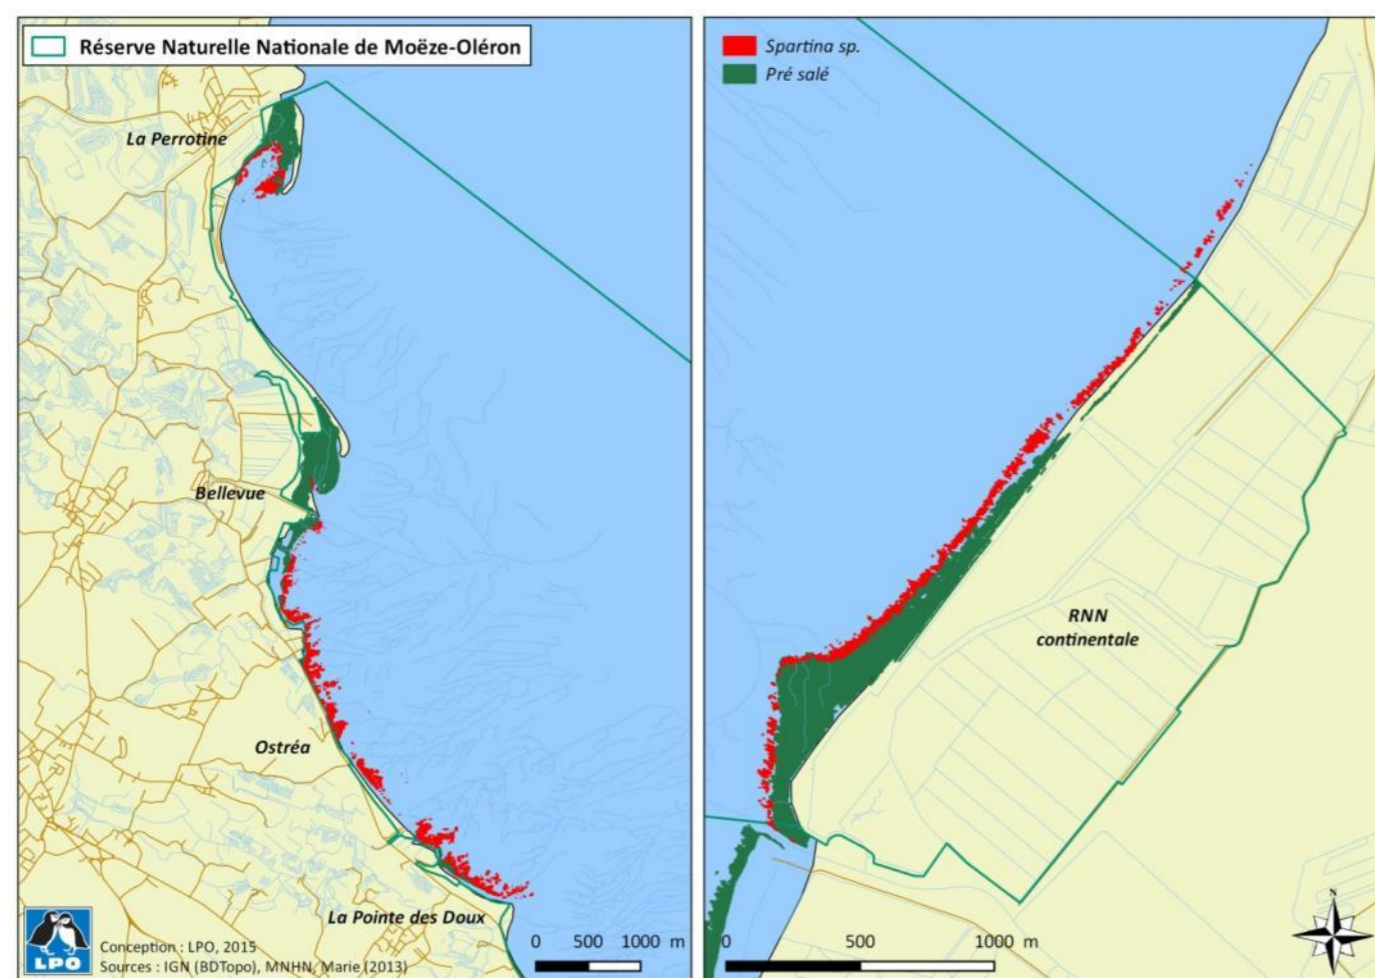 Réserve Naturelle Nationale de Moëze-Oléron
La Perrotine
Bellevue
Ostréa
La Pointe des Doux
LPO
Conception : LPO, 2015
Sources : IGN (BDTopo), MNHN, Marie (2013)
0 500 1000 m
Spartina sp.
Pré salé
RNN
continentale
0 500 1000 m
N